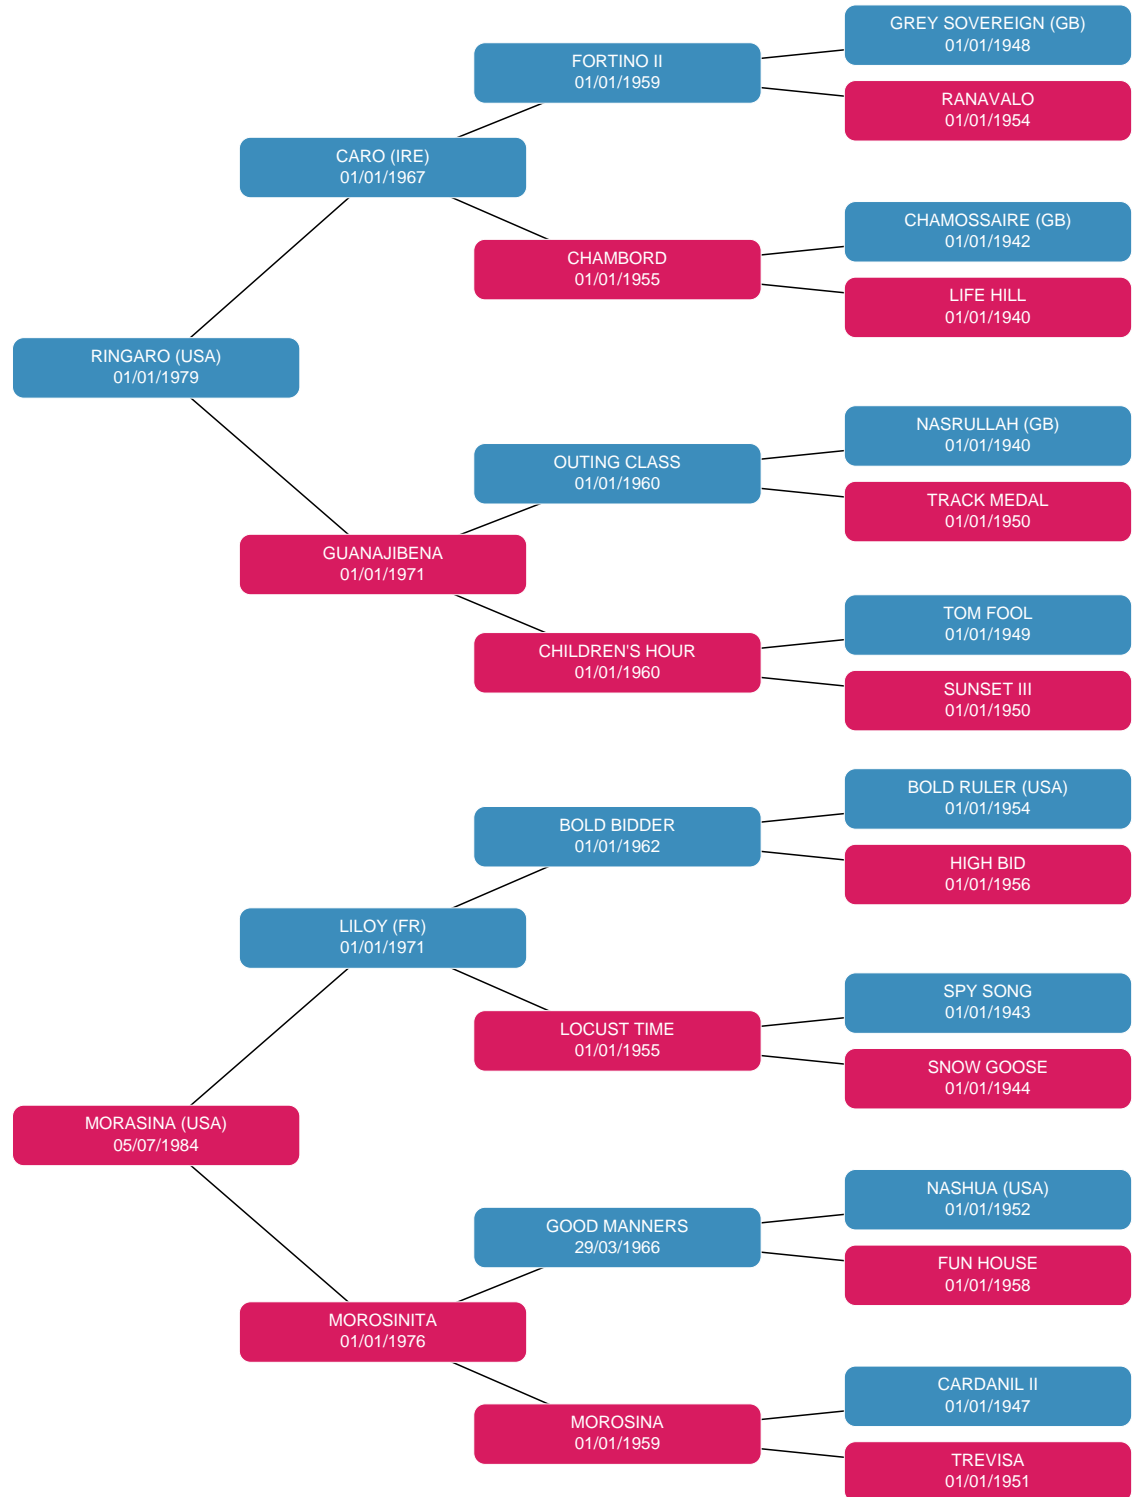 GREY SOVEREIGN (GB)
01/01/1948
FORTINO II
01/01/1959
RANAVALO
01/01/1954
CARO (IRE)
01/01/1967
CHAMOSSAIRE (GB)
01/01/1942
CHAMBORD
01/01/1955
LIFE HILL
01/01/1940
RINGARO (USA)
01/01/1979
NASRULLAH (GB)
01/01/1940
OUTING CLASS
01/01/1960
TRACK MEDAL
01/01/1950
GUANAJIBENA
01/01/1971
TOM FOOL
01/01/1949
CHILDREN'S HOUR
01/01/1960
SUNSET III
01/01/1950
BOLD RULER (USA)
01/01/1954
BOLD BIDDER
01/01/1962
HIGH BID
01/01/1956
LILOY (FR)
01/01/1971
SPY SONG
01/01/1943
LOCUST TIME
01/01/1955
SNOW GOOSE
01/01/1944
MORASINA (USA)
05/07/1984
NASHUA (USA)
01/01/1952
GOOD MANNERS
29/03/1966
FUN HOUSE
01/01/1958
MOROSINITA
01/01/1976
CARDANIL II
01/01/1947
MOROSINA
01/01/1959
TREVISA
01/01/1951